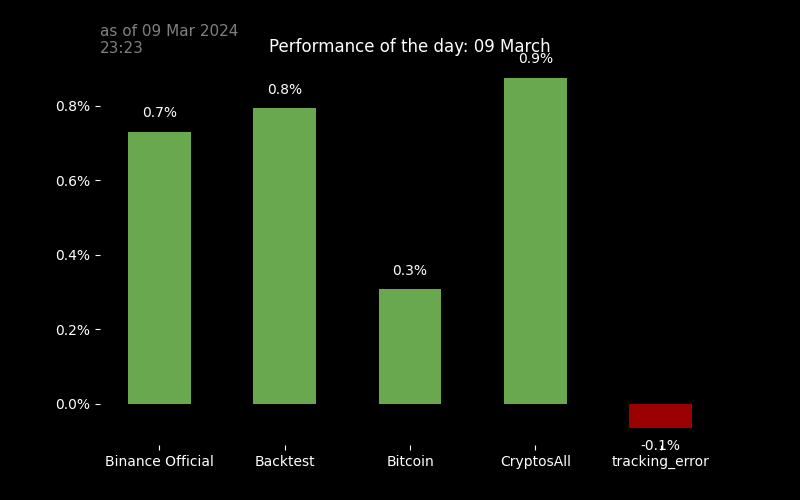 as of 09 Mar 2024
23:23
Performance of the day: 09 March
0.9%
0.8%
0.7%
0.3%
-0.1%
0.8%
0.6%
0.4%
0.2%
0.0%
Binance Official
Backtest
Bitcoin
CryptosAll
tracking_error